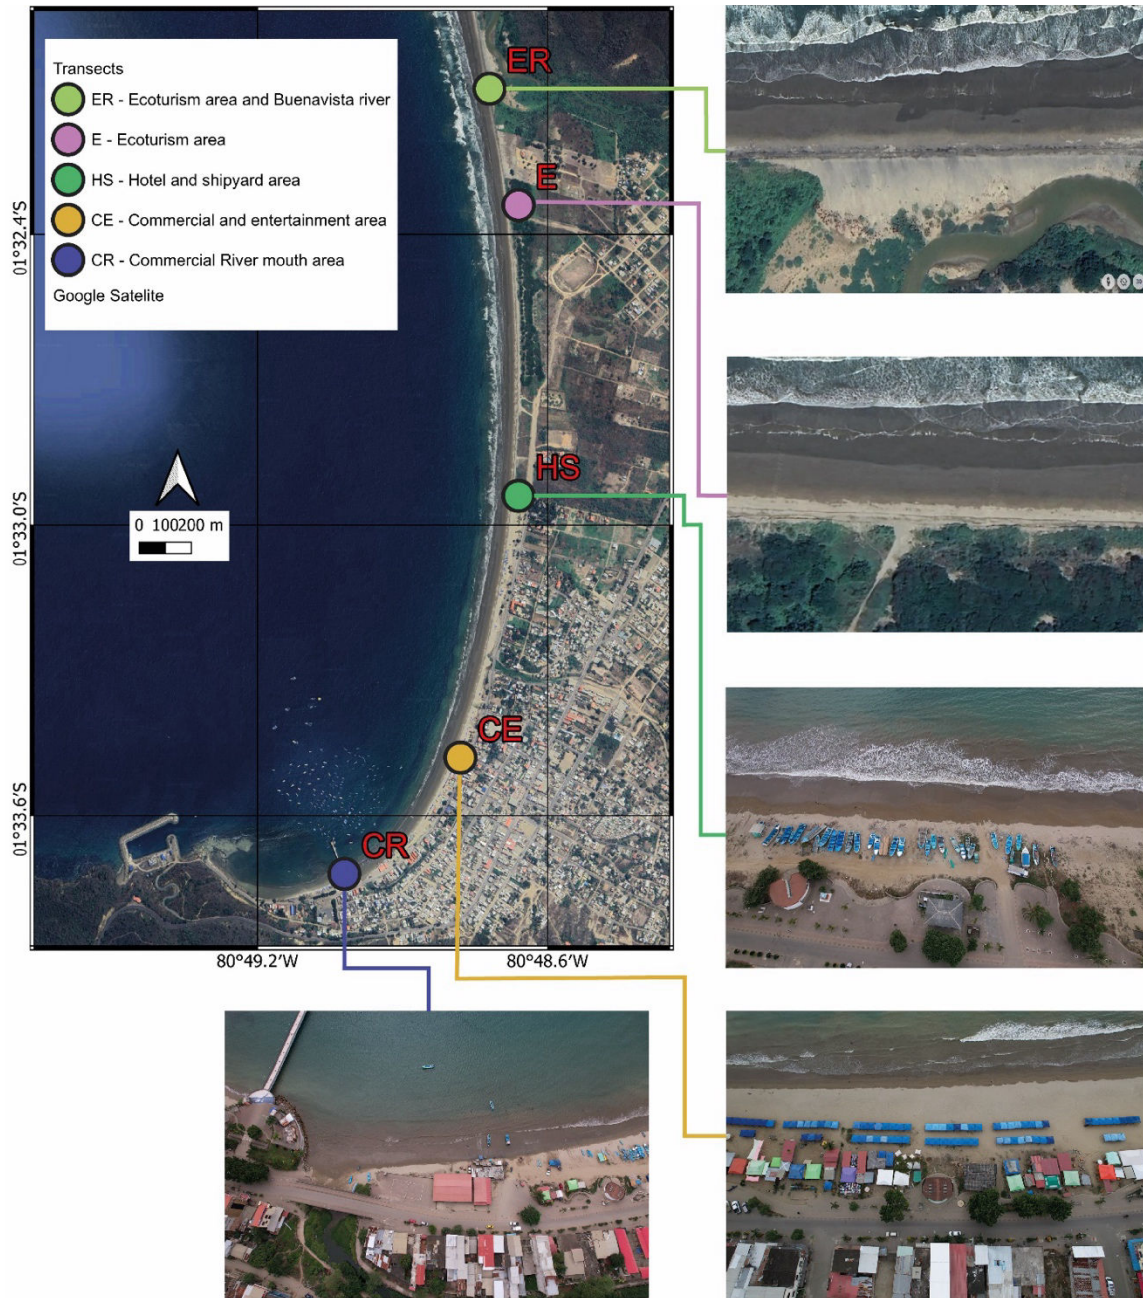 Transects
ER - Ecoturism area and Buenavista river
E - Ecoturism area
HS - Hotel and shipyard area
CE - Commercial and entertainment area
CR - Commercial River mouth area
Google Satelite
ER
E
HS
CE
CR
0 100200 m
01°32.4'S
01°33.0'S
01°33.6'S
80°49.2'W
80°48.6'W